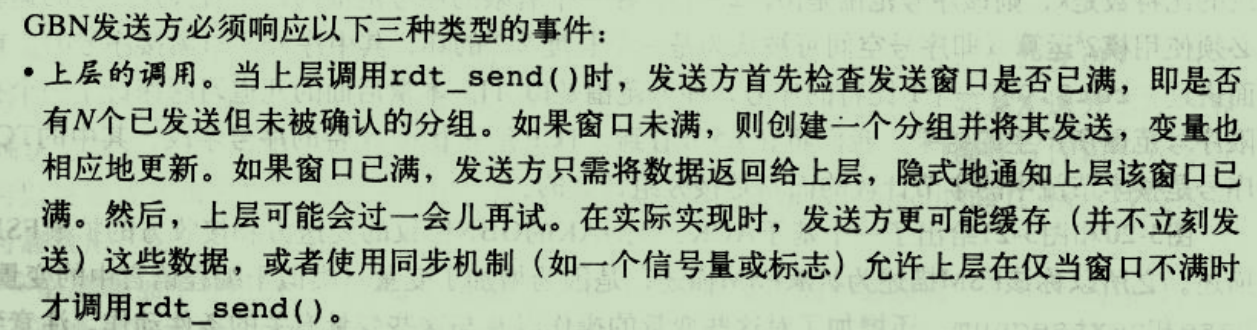 GBN发送方必须响应以下三种类型的事件：
• 上层的调用。当上层调用rdt_send()时，发送方首先检查发送窗口是否已满，即是否
有N个已发送但未被确认的分组。如果窗口未满，则创建一个分组并将其发送，变量也
相应地更新。如果窗口已满，发送方只需将数据返回给上层，隐式地通知上层该窗口已
满。然后，上层可能会过一会儿再试。在实际实现时，发送方更可能缓存（并不立刻发
送）这些数据，或者使用同步机制（如一个信号量或标志）允许上层在仅当窗口不满时
才调用rdt_send()。